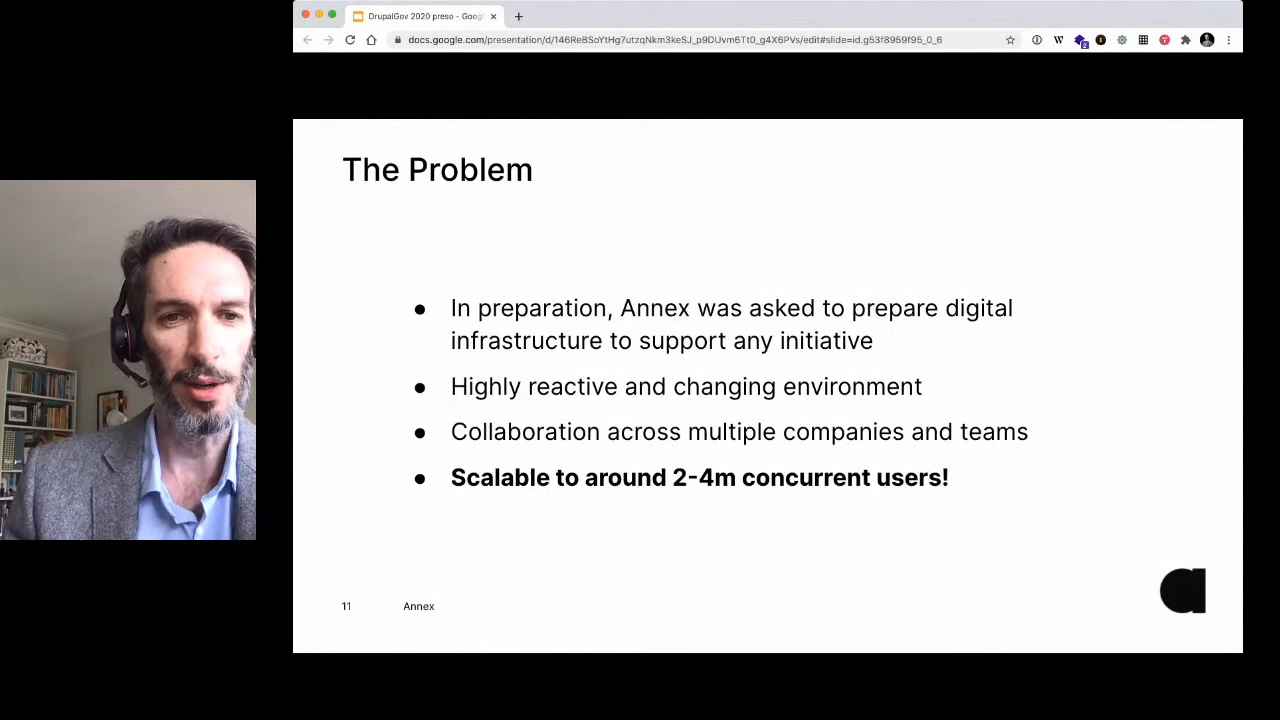 DrupalGov 2020 preso - Goog
docs.google.com/presentation/d/146ReBSoYtHg7utzqNkm3keSJ_p9DUvm6Tt0_g4X6PVs/edit#slide=id.g53f8959f95_0_6
The Problem
● In preparation, Annex was asked to prepare digital
infrastructure to support any initiative
● Highly reactive and changing environment
● Collaboration across multiple companies and teams
● Scalable to around 2-4m concurrent users!
11 Annex